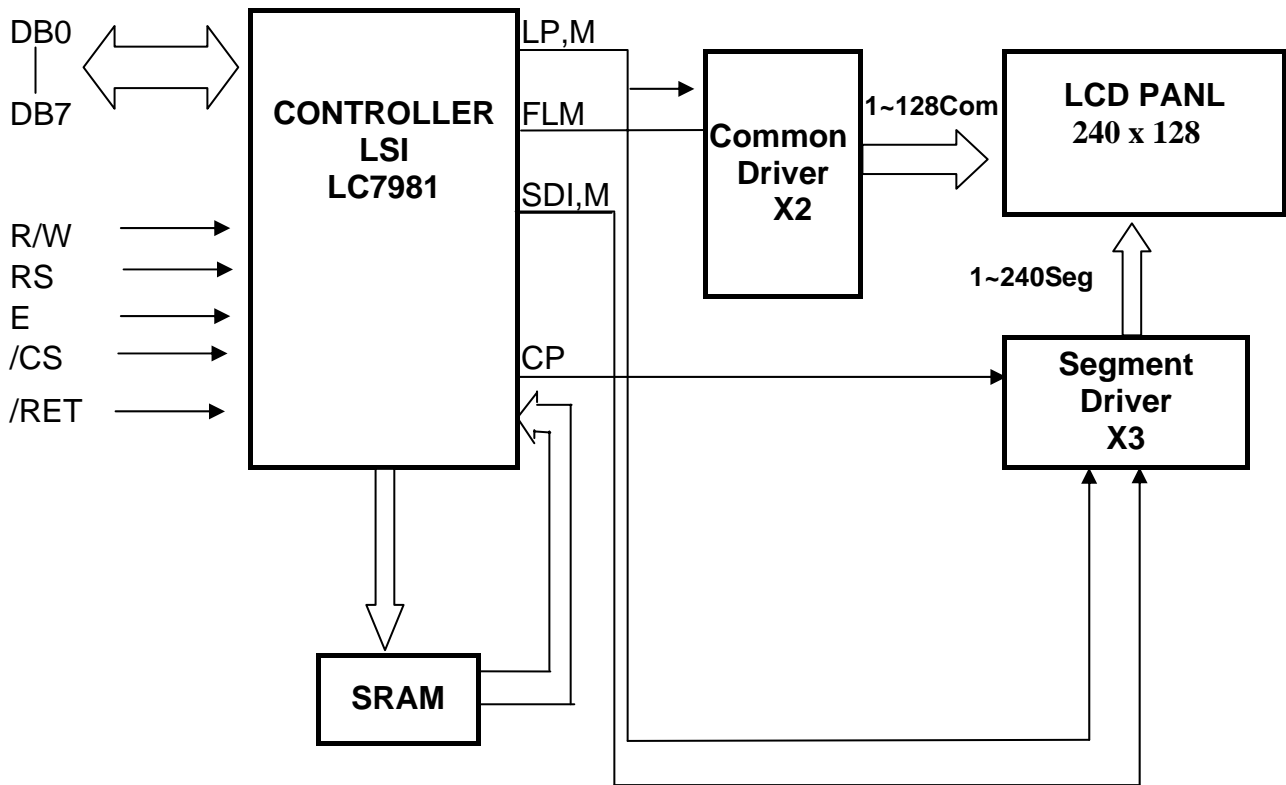 DB0
DB7
R/W
RS
E
/CS
/RET
CONTROLLER
LSI
LC7981
LP,M
FLM
SDI,M
CP
Common
Driver
X2
1~128Com
LCD PANL
240 x 128
1~240Seg
Segment
Driver
X3
SRAM